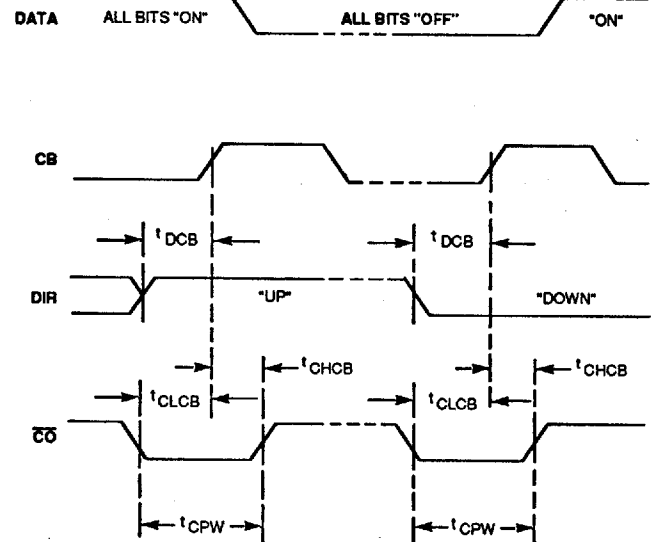 DATA ALL BITS "ON" ALL BITS "OFF" "ON"
CB
t DCB t DCB
DIR "UP" "DOWN"
t CHCB t CHCB
t CLCB t CLCB
CO
t CPW t CPW